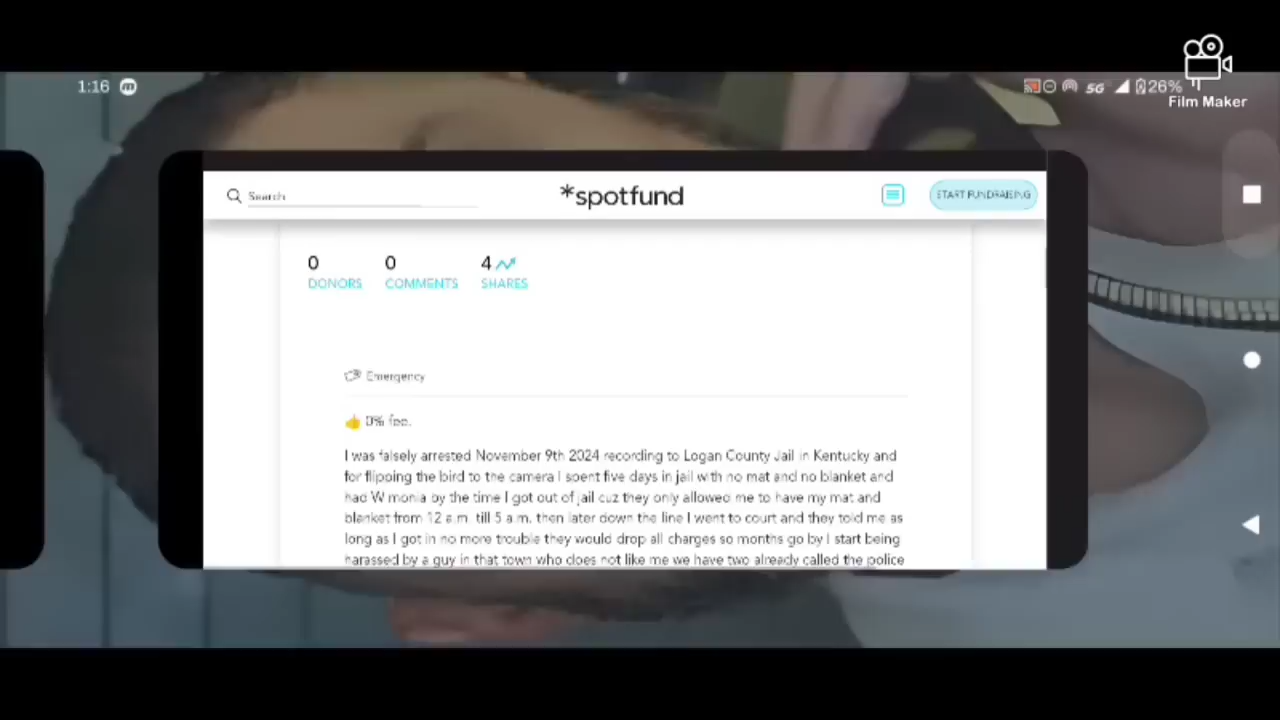 1:16
5G
26%
Film Maker
Search
*spotfund
START FUNDRAISING
0
0
4
DONORS
COMMENTS
SHARES
Emergency
0% fee.
I was falsely arrested November 9th 2024 recording to Logan County Jail in Kentucky and
for flipping the bird to the camera I spent five days in jail with no mat and no blanket and
had W monia by the time I got out of jail cuz they only allowed me to have my mat and
blanket from 12 a.m. till 5 a.m. then later down the line I went to court and they told me as
long as I got in no more trouble they would drop all charges so months go by I start being
harassed by a guy in that town who does not like me we have two already called the police